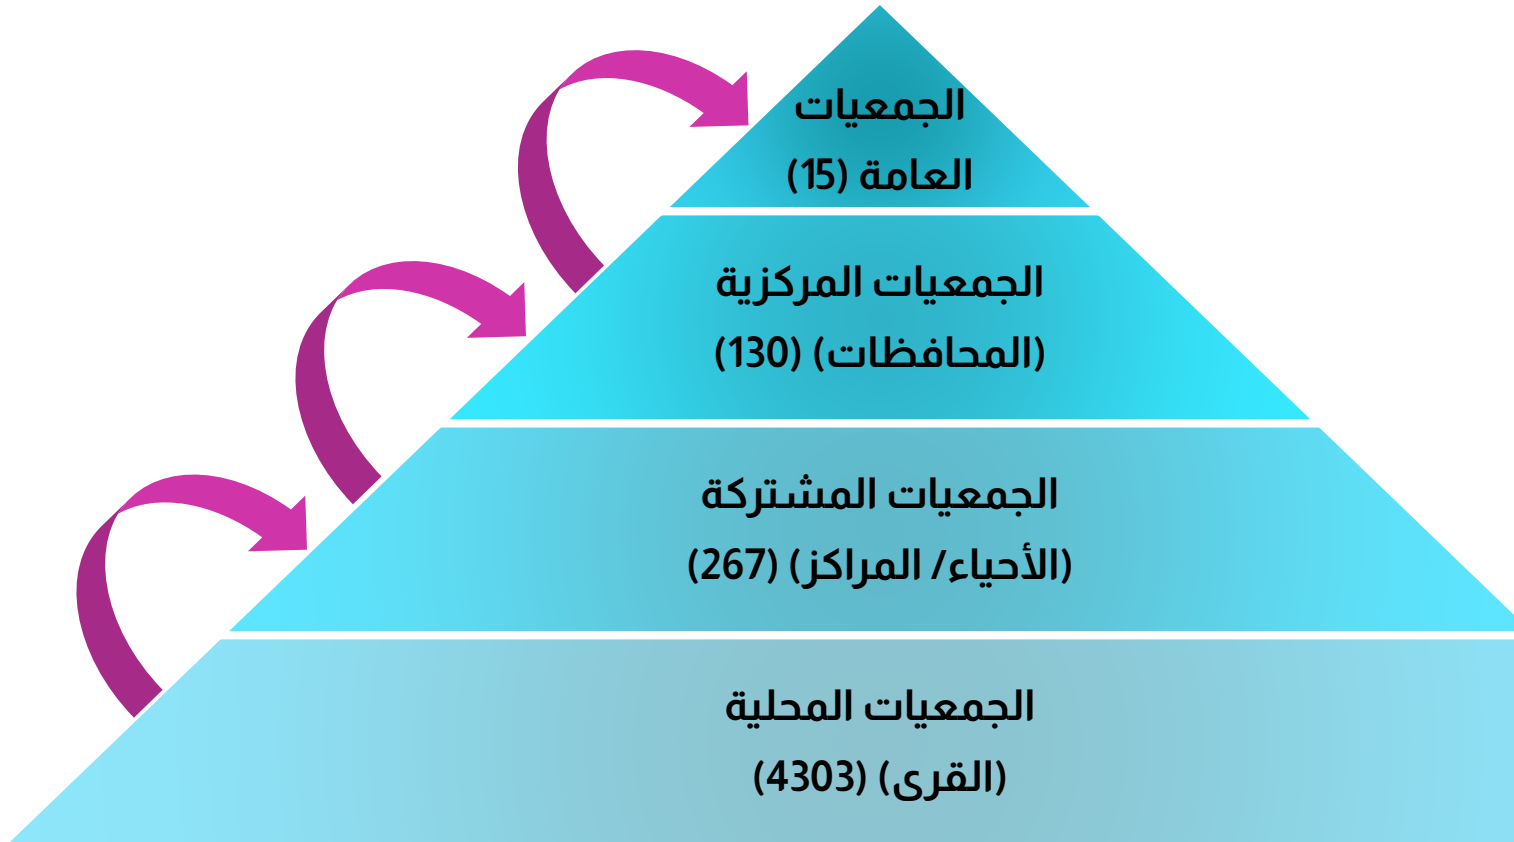 الجمعيات
العامة (15)
الجمعيات المركزية
(المحافظات) (130)
الجمعيات المشتركة
(الأحياء/ المراكز) (267)
الجمعيات المحلية
(القرى) (4303)